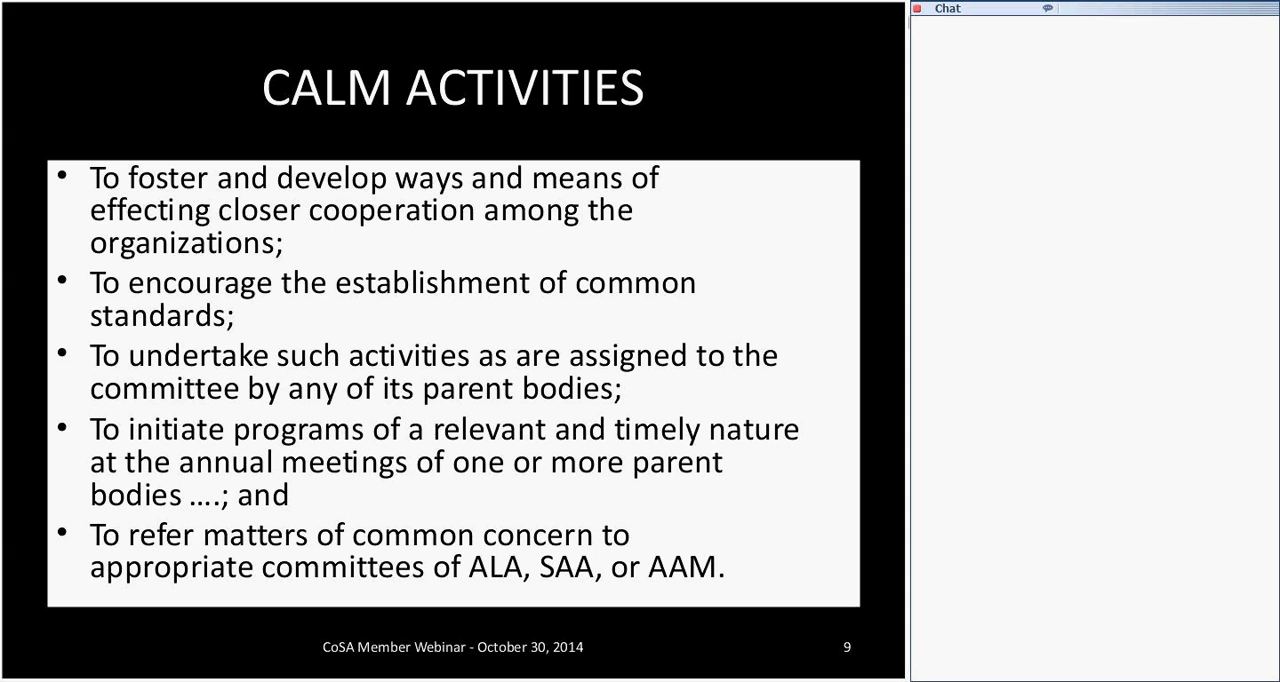 CALM ACTIVITIES
• To foster and develop ways and means of
effecting closer cooperation among the
organizations;
• To encourage the establishment of common
standards;
• To undertake such activities as are assigned to the
committee by any of its parent bodies;
• To initiate programs of a relevant and timely nature
at the annual meetings of one or more parent
bodies ....; and
• To refer matters of common concern to
appropriate committees of ALA, SAA, or AAM.
CoSA Member Webinar - October 30, 2014
9
Chat